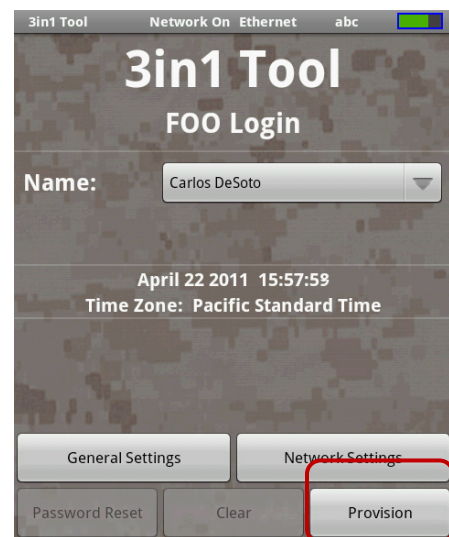 3in1 Tool Network On Ethernet abc
3in1 Tool
FOO Login
Name: Carlos DeSoto
April 22 2011 15:57:59
Time Zone: Pacific Standard Time
General Settings Network Settings
Password Reset Clear Provision